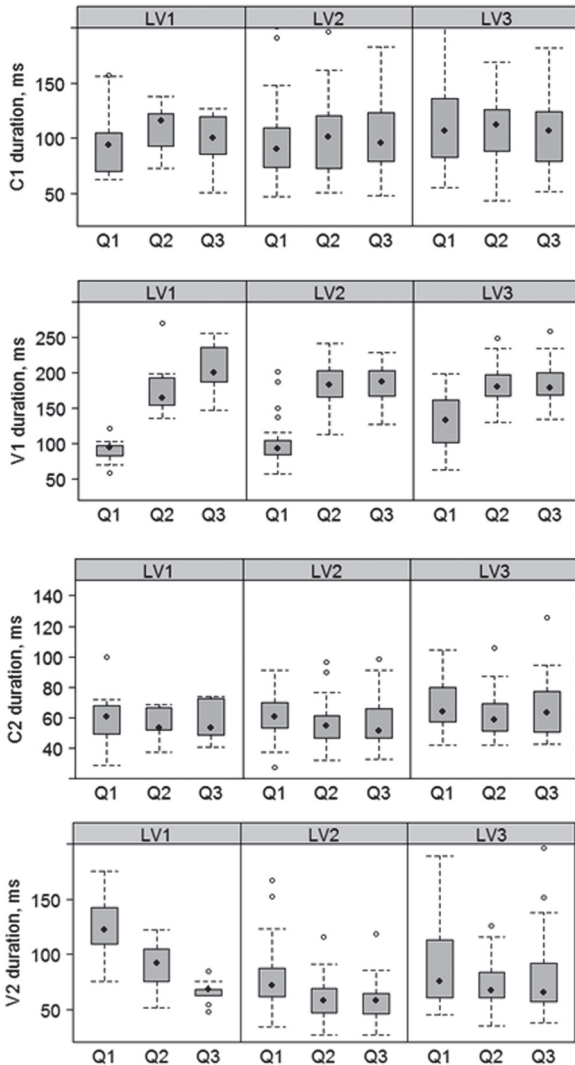 LV1 LV2 LV3
C1 duration, ms
150
100
50
Q1 Q2 Q3 Q1 Q2 Q3 Q1 Q2 Q3
LV1 LV2 LV3
V1 duration, ms
250
200
150
100
50
Q1 Q2 Q3 Q1 Q2 Q3 Q1 Q2 Q3
LV1 LV2 LV3
C2 duration, ms
140
120
100
80
60
40
Q1 Q2 Q3 Q1 Q2 Q3 Q1 Q2 Q3
LV1 LV2 LV3
V2 duration, ms
150
100
50
Q1 Q2 Q3 Q1 Q2 Q3 Q1 Q2 Q3